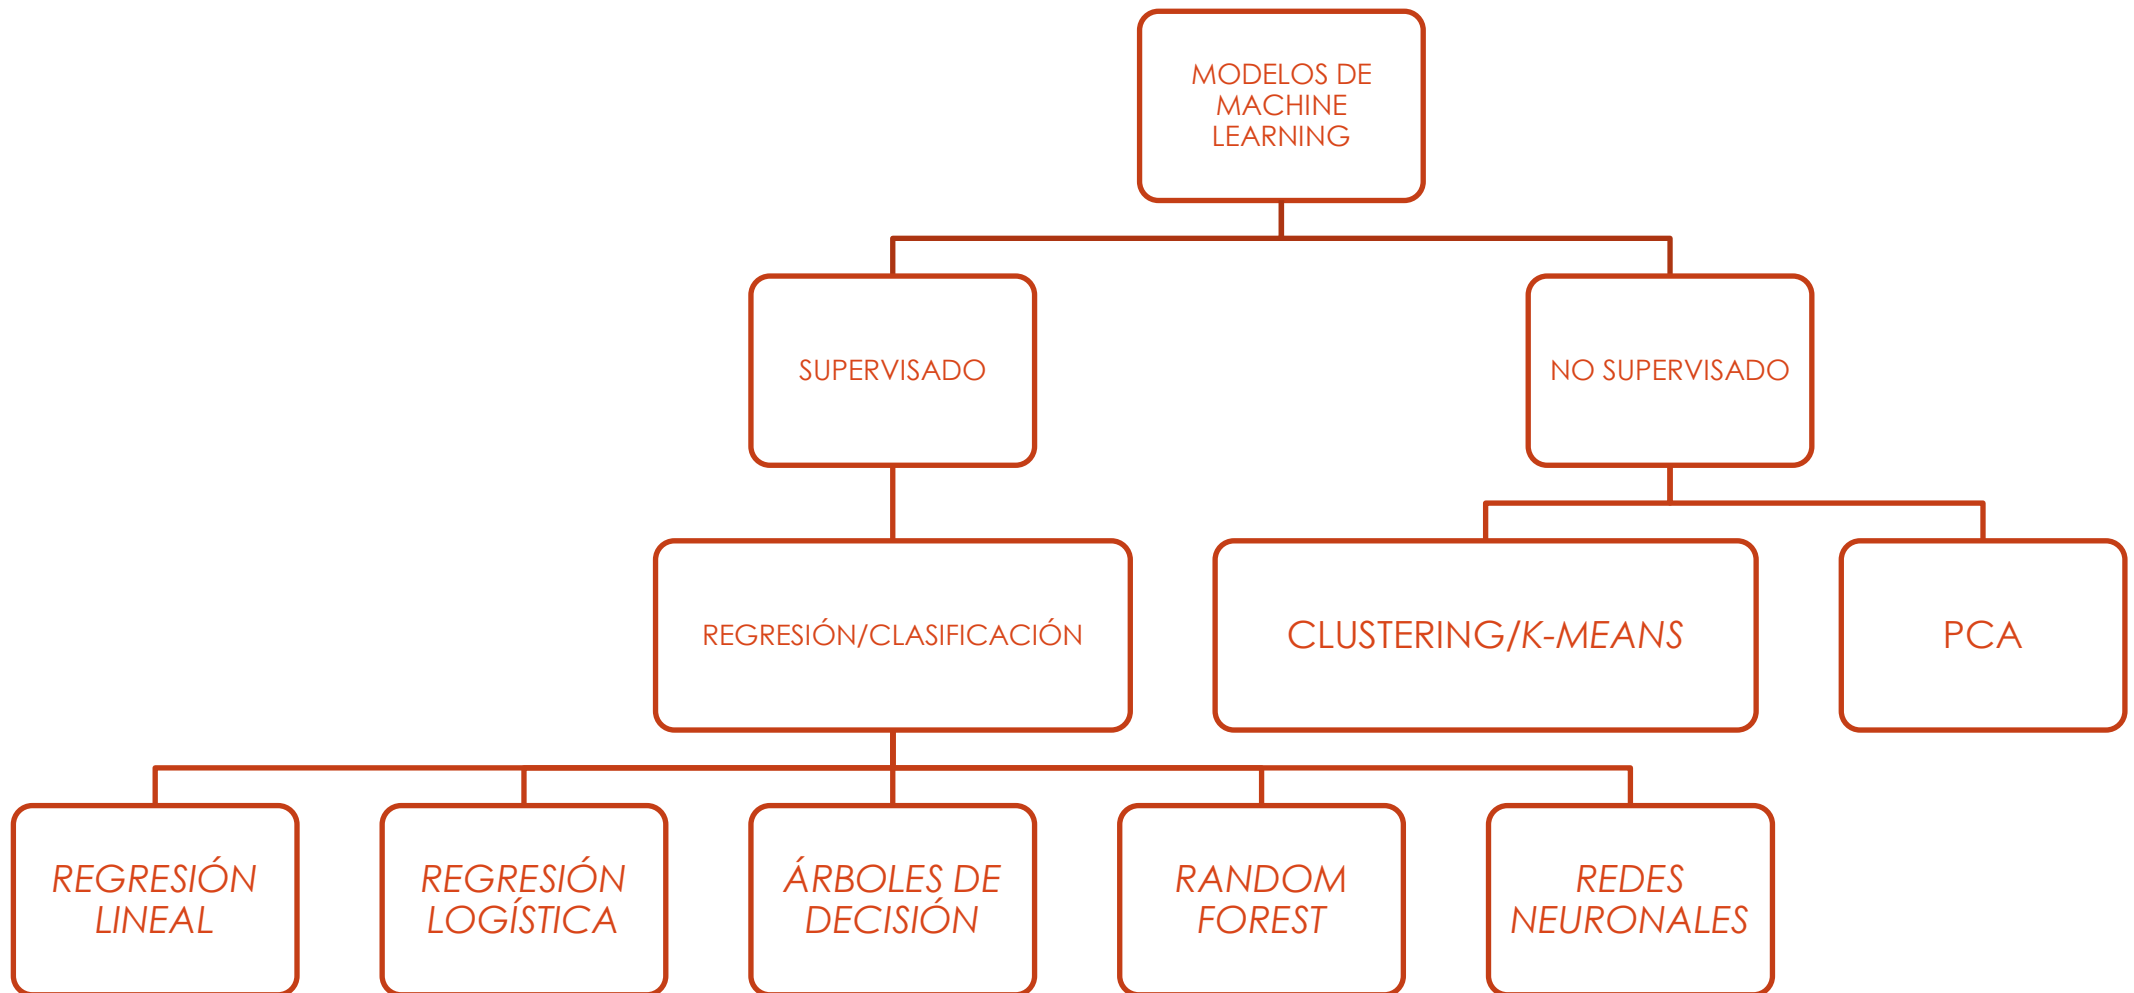 MODELOS DE
MACHINE
LEARNING
SUPERVISADO
NO SUPERVISADO
REGRESIÓN/CLASIFICACIÓN
CLUSTERING/K-MEANS
PCA
REGRESIÓN
LINEAL
REGRESIÓN
LOGÍSTICA
ÁRBOLES DE
DECISIÓN
RANDOM
FOREST
REDES
NEURONALES